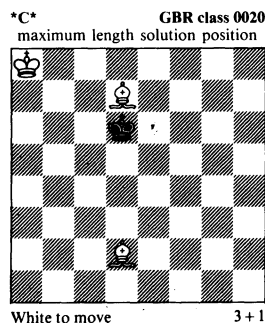 *C* GBR class 0020
maximum length solution position
White to move 3 + 1